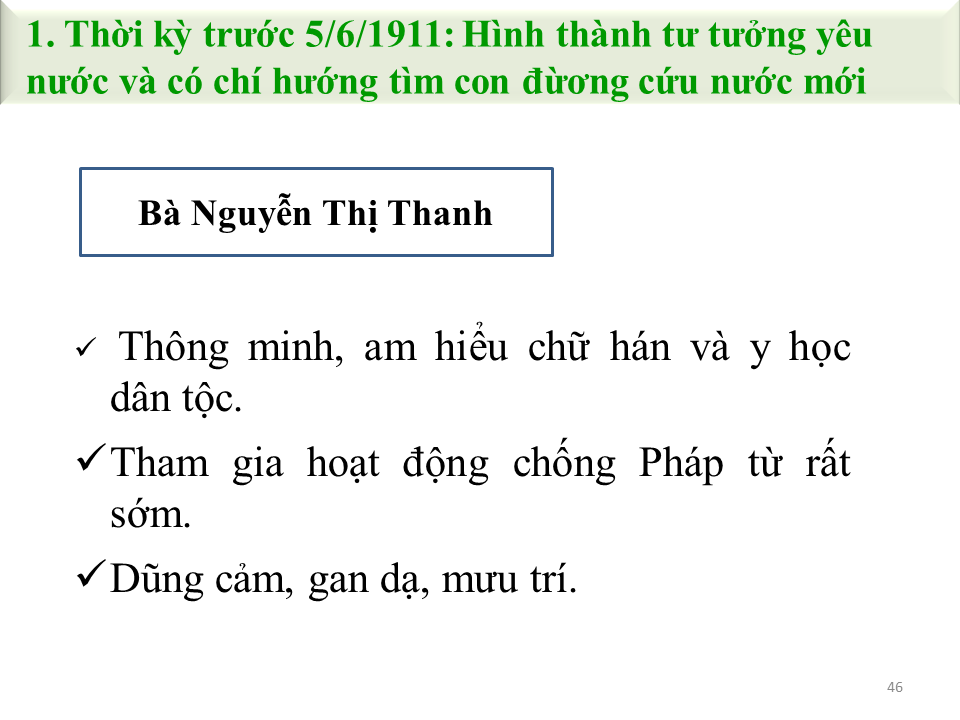 1. Thời kỳ trước 5/6/1911: Hình thành tư tưởng yêu
nước và có chí hướng tìm con đừơng cứu nước mới
Bà Nguyễn Thị Thanh
✓ Thông minh, am hiểu chữ hán và y học
dân tộc.
✓ Tham gia hoạt động chống Pháp từ rất
sớm.
✓ Dũng cảm, gan dạ, mưu trí.
46